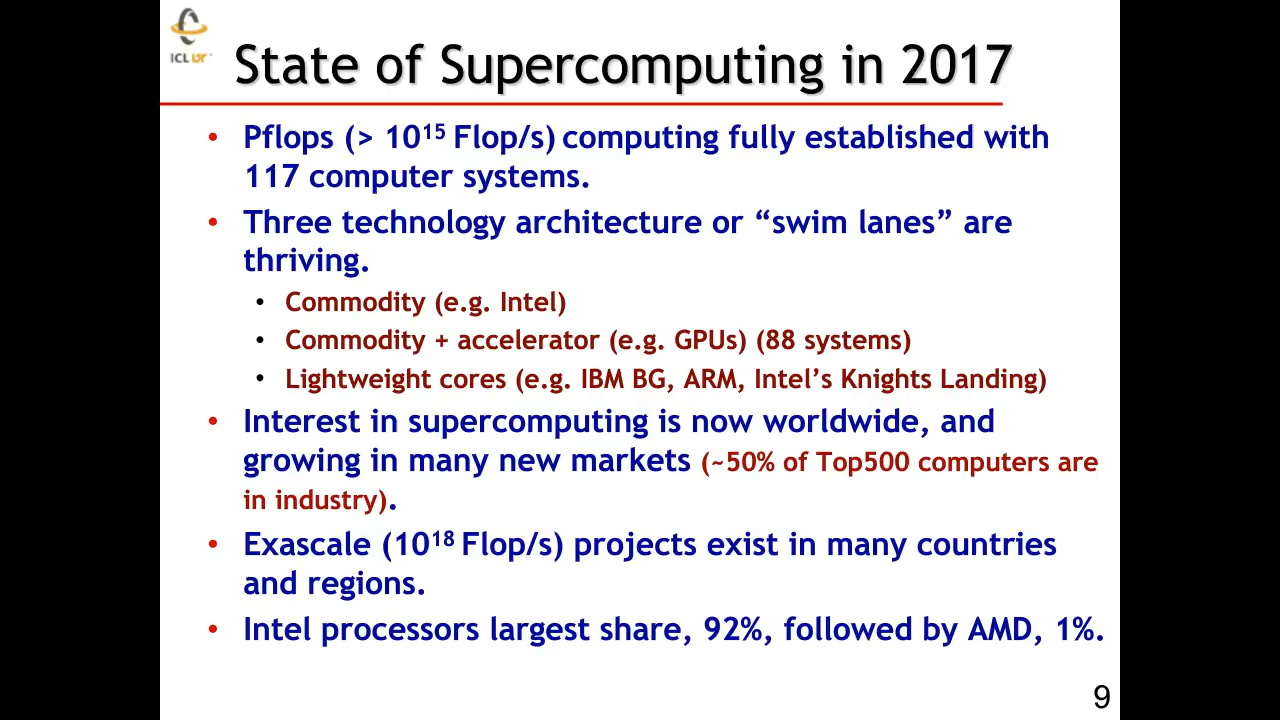 ICL UT
State of Supercomputing in 2017
• Pflops (> 10¹⁵ Flop/s) computing fully established with
117 computer systems.
• Three technology architecture or “swim lanes” are
thriving.
• Commodity (e.g. Intel)
• Commodity + accelerator (e.g. GPUs) (88 systems)
• Lightweight cores (e.g. IBM BG, ARM, Intel’s Knights Landing)
• Interest in supercomputing is now worldwide, and
growing in many new markets (~50% of Top500 computers are
in industry).
• Exascale (10¹⁸ Flop/s) projects exist in many countries
and regions.
• Intel processors largest share, 92%, followed by AMD, 1%.
9